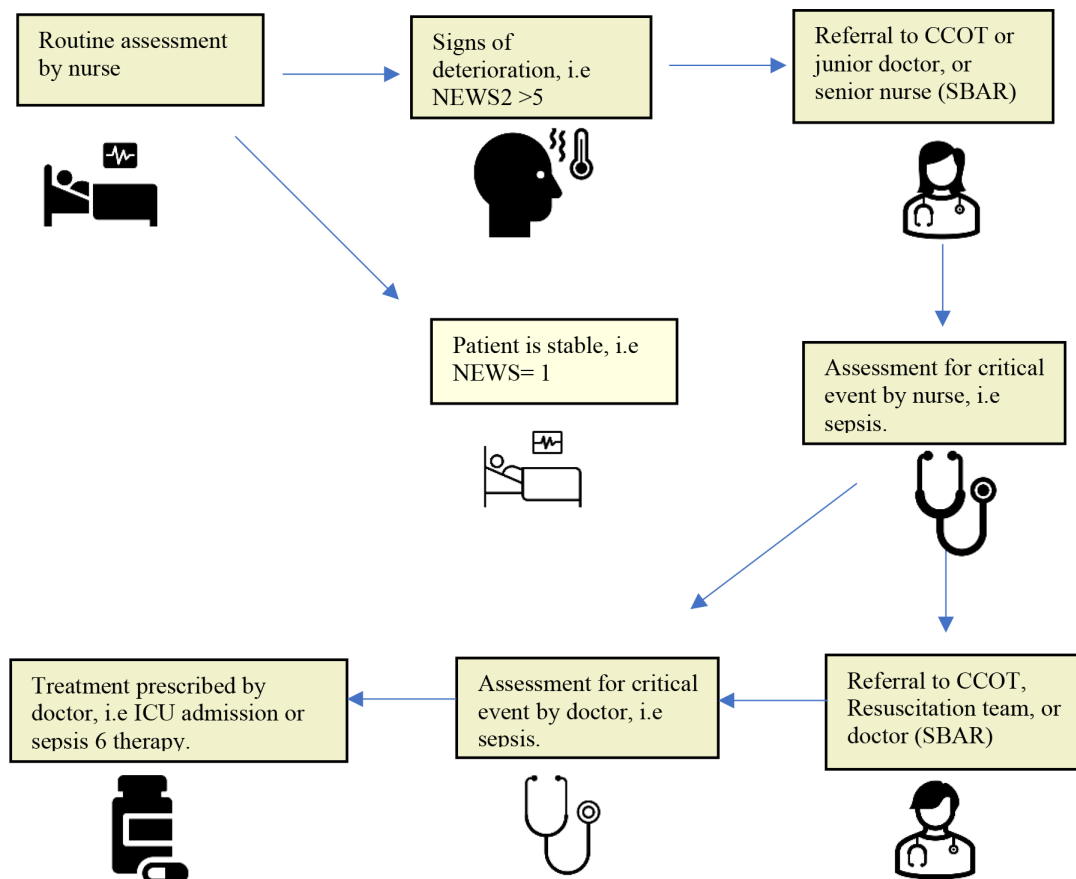 Routine assessment
by nurse
Signs of
deterioration, i.e
NEWS2 >5
Referral to CCOT or
junior doctor, or
senior nurse (SBAR)
Patient is stable, i.e
NEWS= 1
Assessment for critical
event by nurse, i.e
sepsis.
Treatment prescribed by
doctor, i.e ICU admission or
sepsis 6 therapy.
Assessment for critical
event by doctor, i.e
sepsis.
Referral to CCOT,
Resuscitation team, or
doctor (SBAR)